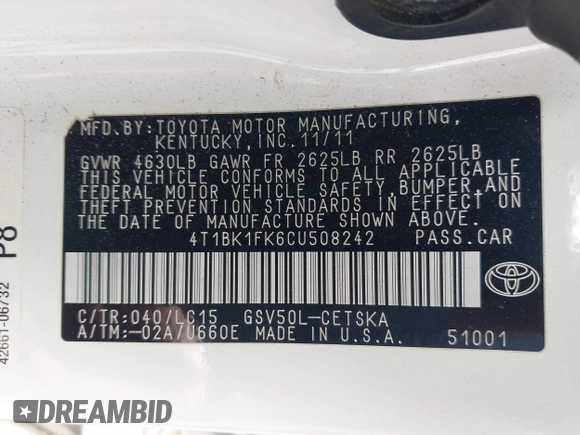 MFD. BY: TOYOTA MOTOR MANUFACTURING,
KENTUCKY, INC. 11/11
GVWR 4630LB GAWR FR 2625LB RR 2625LB
THIS VEHICLE CONFORMS TO ALL APPLICABLE
FEDERAL MOTOR VEHICLE SAFETY, BUMPER, AND
THEFT PREVENTION STANDARDS IN EFFECT ON
THE DATE OF MANUFACTURE SHOWN ABOVE.
4T1BK1FK6CU508242 PASS. CAR
C/TR: 040/LC15 GSV50L-CETSKA
A/TM: -02A/U660E MADE IN U.S.A. 51001
P8
42661-06732
DREAMBID